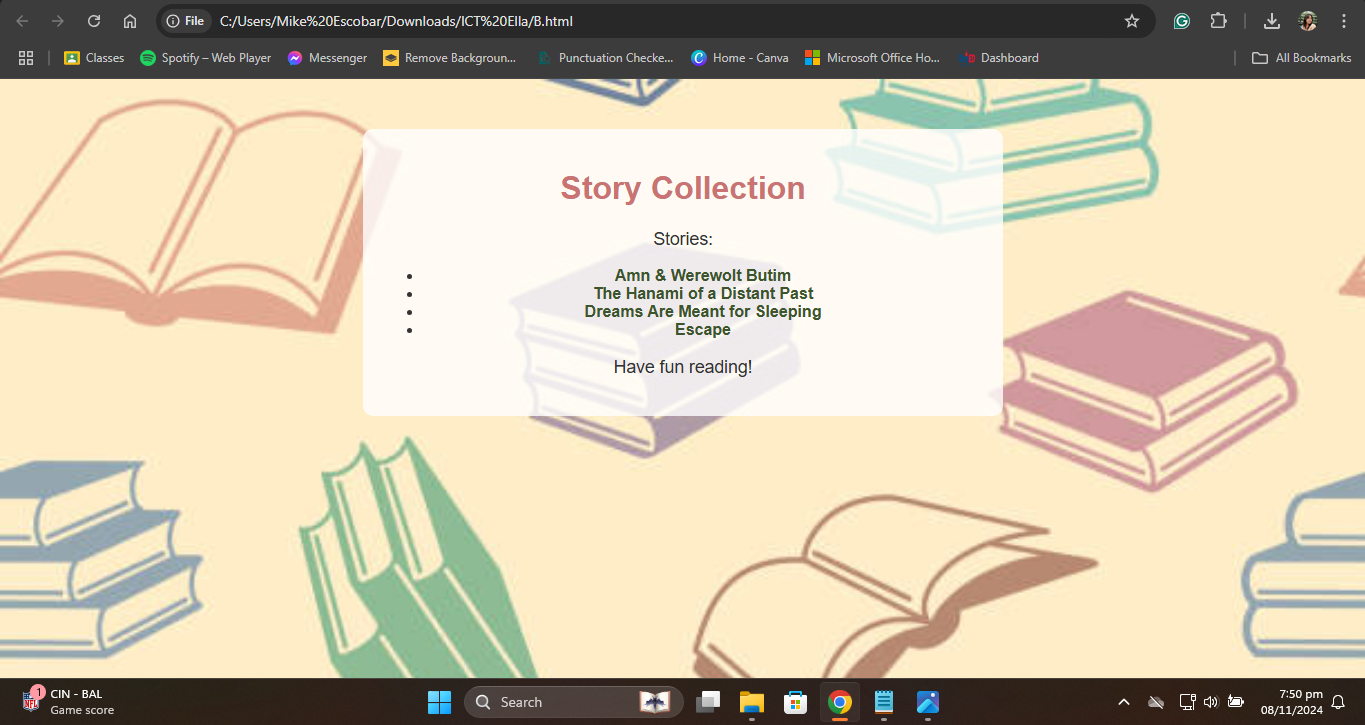 File
C:/Users/Mike%20Escobar/Downloads/ICT%20Ella/B.html
Classes
Spotify – Web Player
Messenger
Remove Backgroun...
Punctuation Checke...
Home - Canva
Microsoft Office Ho...
Dashboard
All Bookmarks
Story Collection
Stories:
Amn & Werewolt Butim
The Hanami of a Distant Past
Dreams Are Meant for Sleeping
Escape
Have fun reading!
1
NFL
CIN - BAL
Game score
Search
7:50 pm
08/11/2024